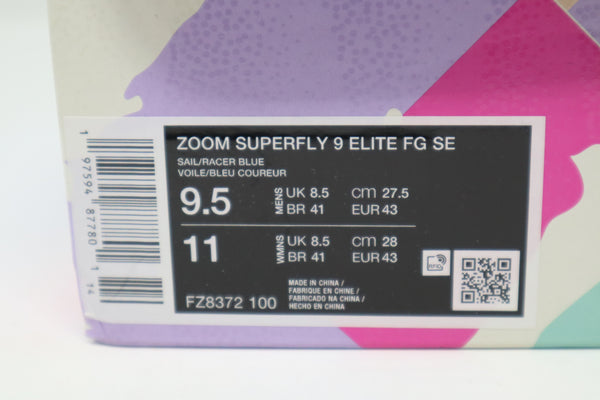 ZOOM SUPERFLY 9 ELITE FG SE
SAIL/RACER BLUE
VOILE/BLEU COUREUR
9.5 MENS UK 8.5 cm 27.5
BR 41 EUR 43
11 WMNS UK 8.5 cm 28
BR 41 EUR 43
FZ8372 100
MADE IN CHINA /
FABRIQUE EN CHINE /
FABRICADO NA CHINA /
HECHO EN CHINA
RFID
1 97594 87780 1 14